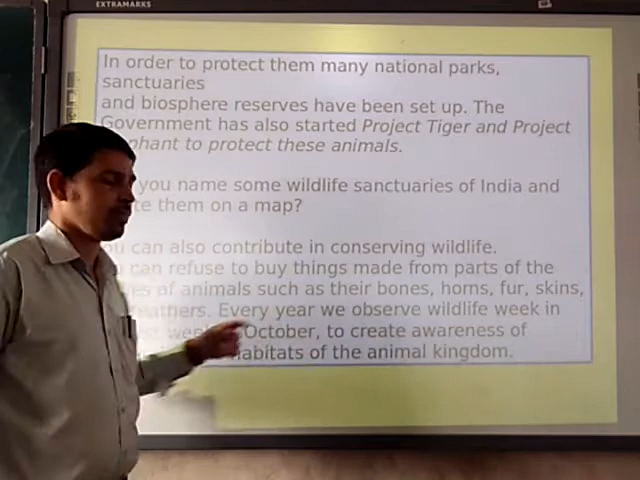 EXTRAMARKS
In order to protect them many national parks,
sanctuaries
and biosphere reserves have been set up. The
Government has also started Project Tiger and Project
phant to protect these animals.
you name some wildlife sanctuaries of India and
te them on a map?
ou can also contribute in conserving wildlife.
can refuse to buy things made from parts of the
of animals such as their bones, horns, fur, skins,
eathers. Every year we observe wildlife week in
October, to create awareness of
habitats of the animal kingdom.